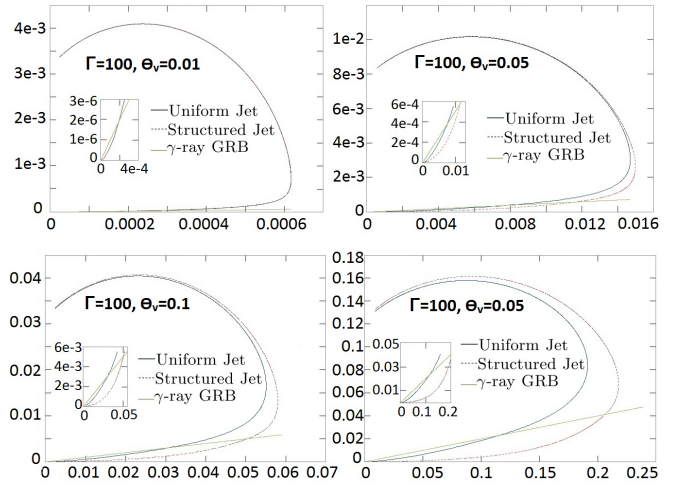 4e-3
3e-3
2e-3
1e-3
0
Γ=100, Θv=0.01
3e-6
2e-6
1e-6
0
0 4e-4
Uniform Jet
Structured Jet
γ-ray GRB
0 0.0002 0.0004 0.0006
1e-2
8e-3
6e-3
4e-3
2e-3
0
Γ=100, Θv=0.05
6e-4
4e-4
2e-4
0
0 0.01
Uniform Jet
Structured Jet
γ-ray GRB
0 0.004 0.008 0.012 0.016
0.04
0.03
0.02
0.01
0
Γ=100, Θv=0.1
6e-3
4e-3
2e-3
0
0 0.05
Uniform Jet
Structured Jet
γ-ray GRB
0 0.01 0.02 0.03 0.04 0.05 0.06 0.07
0.18
0.16
0.14
0.12
0.10
0.08
0.06
0.04
0.02
0
Γ=100, Θv=0.05
0.05
0.03
0.01
0 0.1 0.2
Uniform Jet
Structured Jet
γ-ray GRB
0 0.05 0.1 0.15 0.2 0.25